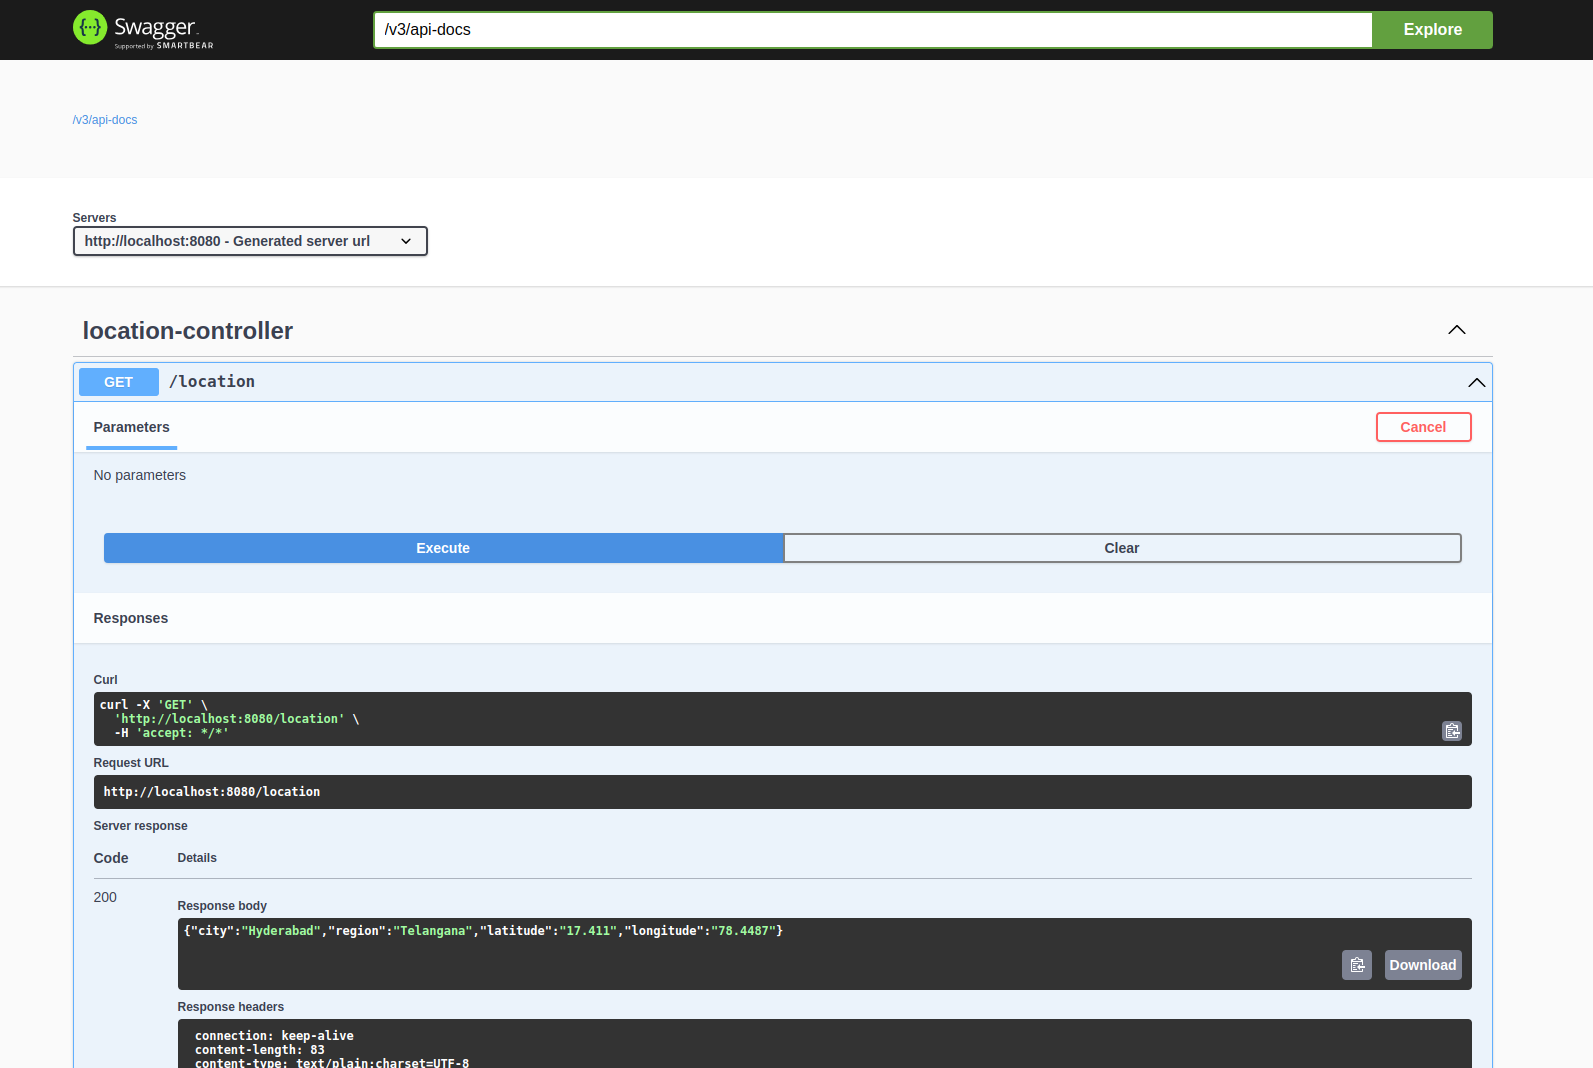 Swagger
Supported by SMARTBEAR
/v3/api-docs
Explore
/v3/api-docs
Servers
http://localhost:8080 - Generated server url
location-controller
GET /location
Parameters
Cancel
No parameters
Execute
Clear
Responses
Curl
curl -X 'GET' \
'http://localhost:8080/location' \
-H 'accept: */*'
Request URL
http://localhost:8080/location
Server response
Code Details
200
Response body
{"city":"Hyderabad","region":"Telangana","latitude":"17.411","longitude":"78.4487"}
Download
Response headers
connection: keep-alive
content-length: 83
content-type: text/plain;charset=UTF-8